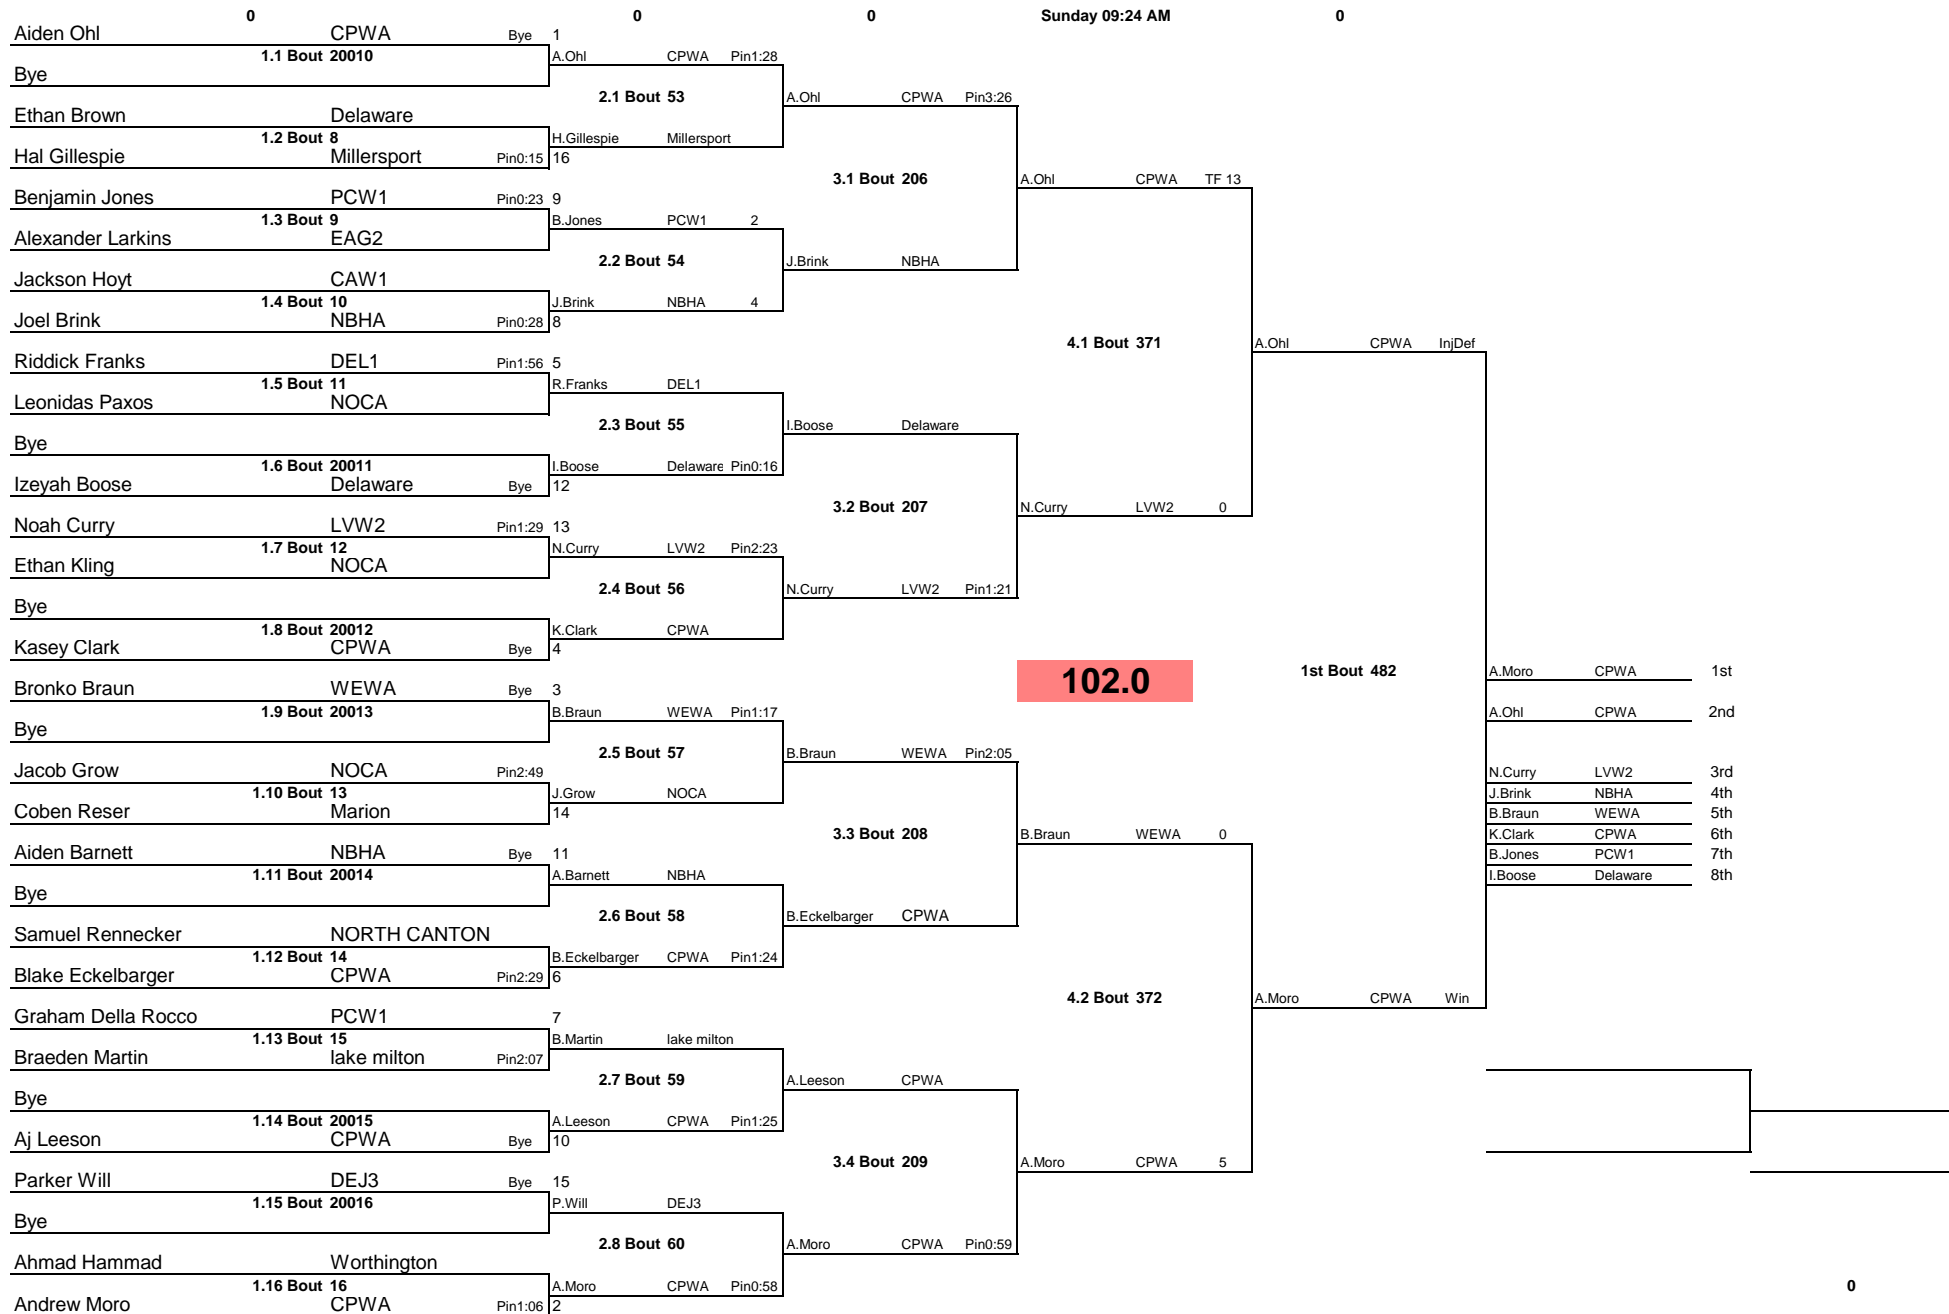 0 0 0 Sunday 09:24 AM 0
Aiden Ohl CPWA Bye 1
1.1 Bout 20010 A.Ohl CPWA Pin1:28
Bye
2.1 Bout 53 A.Ohl CPWA Pin3:26
Ethan Brown Delaware
1.2 Bout 8 H.Gillespie Millersport
Hal Gillespie Millersport Pin0:15 16
3.1 Bout 206 A.Ohl CPWA TF 13
Benjamin Jones PCW1 Pin0:23 9
1.3 Bout 9 B.Jones PCW1 2
Alexander Larkins EAG2
2.2 Bout 54 J.Brink NBHA
Jackson Hoyt CAW1
1.4 Bout 10 J.Brink NBHA 4
Joel Brink NBHA Pin0:28 8
4.1 Bout 371 A.Ohl CPWA InjDef
Riddick Franks DEL1 Pin1:56 5
1.5 Bout 11 R.Franks DEL1
Leonidas Paxos NOCA
2.3 Bout 55 I.Boose Delaware
Bye
1.6 Bout 20011 I.Boose Delaware Pin0:16
Izeyah Boose Delaware Bye 12
3.2 Bout 207 N.Curry LVW2 0
Noah Curry LVW2 Pin1:29 13
1.7 Bout 12 N.Curry LVW2 Pin2:23
Ethan Kling NOCA
2.4 Bout 56 N.Curry LVW2 Pin1:21
Bye
1.8 Bout 20012 K.Clark CPWA
Kasey Clark CPWA Bye 4
102.0 1st Bout 482 A.Moro CPWA 1st
Bronko Braun WEWA Bye 3
1.9 Bout 20013 B.Braun WEWA Pin1:17 A.Ohl CPWA 2nd
Bye
2.5 Bout 57 B.Braun WEWA Pin2:05
Jacob Grow NOCA Pin2:49 N.Curry LVW2 3rd
1.10 Bout 13 J.Grow NOCA J.Brink NBHA 4th
Coben Reser Marion 14 B.Braun WEWA 5th
3.3 Bout 208 B.Braun WEWA 0 K.Clark CPWA 6th
Aiden Barnett NBHA Bye 11 B.Jones PCW1 7th
1.11 Bout 20014 A.Barnett NBHA I.Boose Delaware 8th
Bye
2.6 Bout 58 B.Eckelbarger CPWA
Samuel Rennecker NORTH CANTON
1.12 Bout 14 B.Eckelbarger CPWA Pin1:24
Blake Eckelbarger CPWA Pin2:29 6
4.2 Bout 372 A.Moro CPWA Win
Graham Della Rocco PCW1 7
1.13 Bout 15 B.Martin lake milton
Braeden Martin lake milton Pin2:07
2.7 Bout 59 A.Leeson CPWA
Bye
1.14 Bout 20015 A.Leeson CPWA Pin1:25
Aj Leeson CPWA Bye 10
3.4 Bout 209 A.Moro CPWA 5
Parker Will DEJ3 Bye 15
1.15 Bout 20016 P.Will DEJ3
Bye
2.8 Bout 60 A.Moro CPWA Pin0:59
Ahmad Hammad Worthington
1.16 Bout 16 A.Moro CPWA Pin0:58 0
Andrew Moro CPWA Pin1:06 2